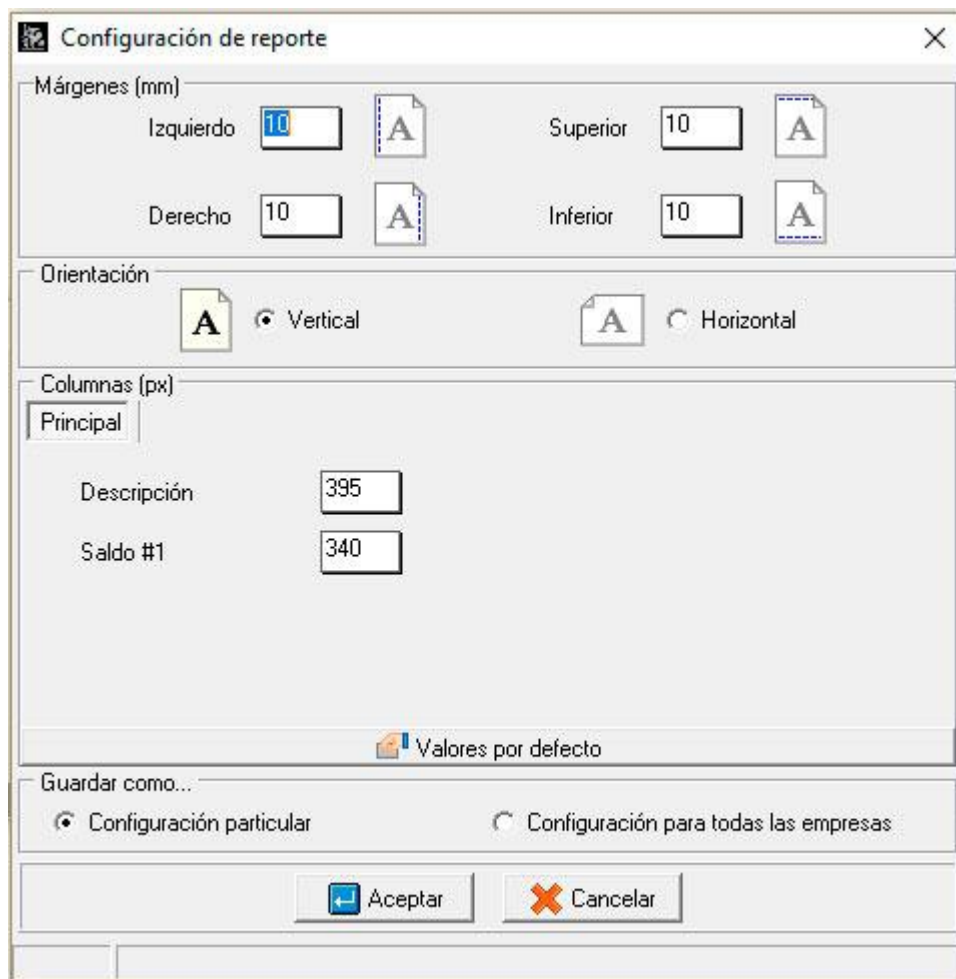 Configuración de reporte
Márgenes (mm)
Izquierdo 10 A Superior 10 A
Derecho 10 A Inferior 10 A
Orientación
A Vertical A Horizontal
Columnas (px)
Principal
Descripción 395
Saldo #1 340
Valores por defecto
Guardar como...
Configuración particular Configuración para todas las empresas
Aceptar Cancelar